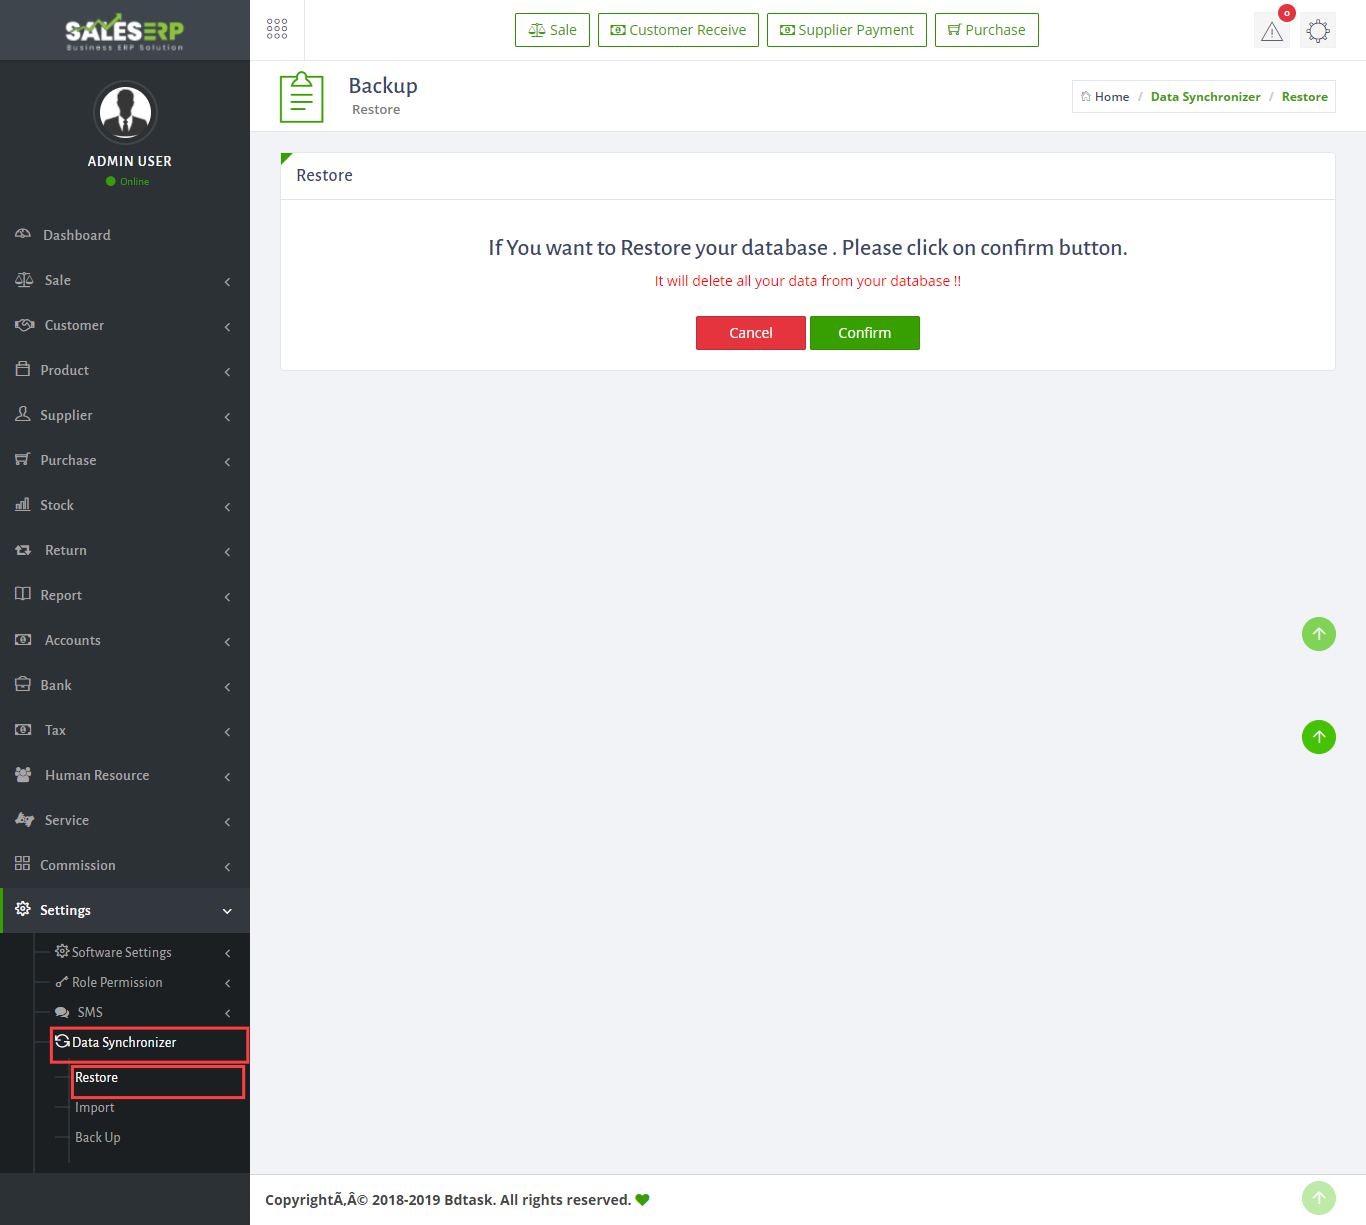 SALESERP
Business ERP Solution
Sale
Customer Receive
Supplier Payment
Purchase
0
ADMIN USER
Online
Backup
Restore
Home / Data Synchronizer / Restore
Restore
If You want to Restore your database . Please click on confirm button.
It will delete all your data from your database !!
Cancel
Confirm
Dashboard
Sale
Customer
Product
Supplier
Purchase
Stock
Return
Report
Accounts
Bank
Tax
Human Resource
Service
Commission
Settings
Software Settings
Role Permission
SMS
Data Synchronizer
Restore
Import
Back Up
CopyrightÃ‚Â© 2018-2019 Bdtask. All rights reserved.